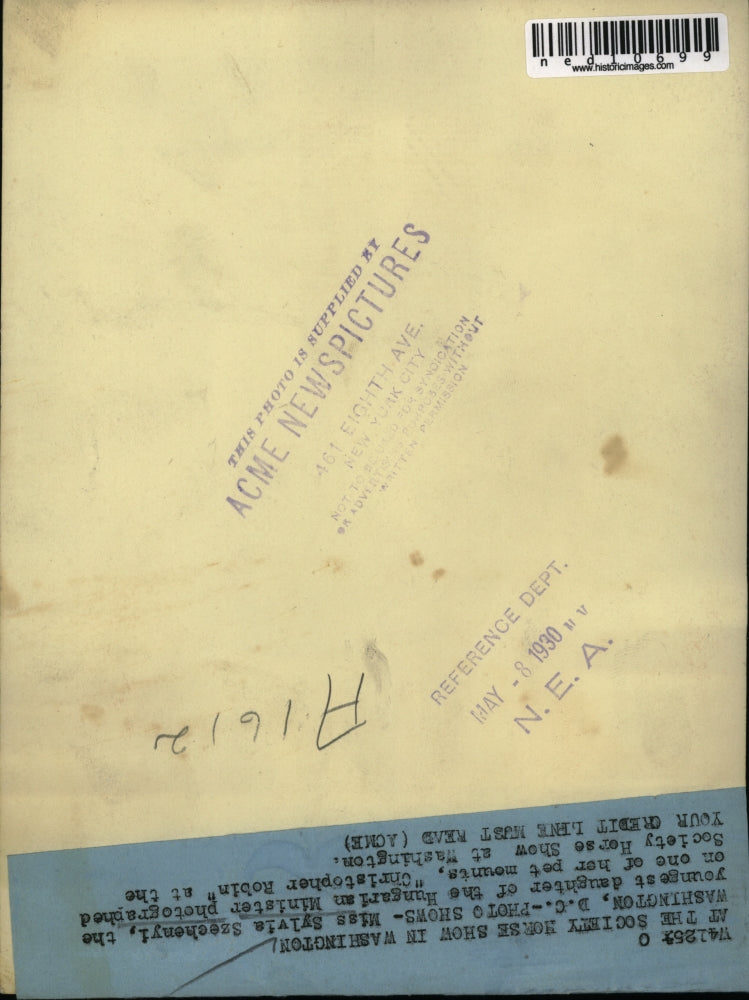 ned10699
www.historicimages.com
THIS PHOTO IS SUPPLIED BY
ACME NEWSPICTURES
461 EIGHTH AVE.
NEW YORK CITY
NOT TO BE USED FOR SYNDICATION
OR ADVERTISING PURPOSES WITHOUT
WRITTEN PERMISSION
REFERENCE DEPT.
MAY - 8 1930
N. E. A.
A1612
O
AT THE SOCIETY HORSE SHOW IN WASHINGTON
WASHINGTON, D.C.-PHOTO SHOWS- Miss Sylvia Szechenyi, the
youngest daughter of the Hungarian Minister photographed
on one of her pet mounts, "Christopher Robin" at the
Society Horse Show at Washington.
YOUR CREDIT LINE MUST READ (ACME)